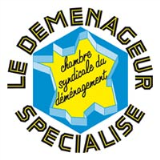 LE DEMENAGEUR
chambre
syndicale du
déménagement
SPECIALISE